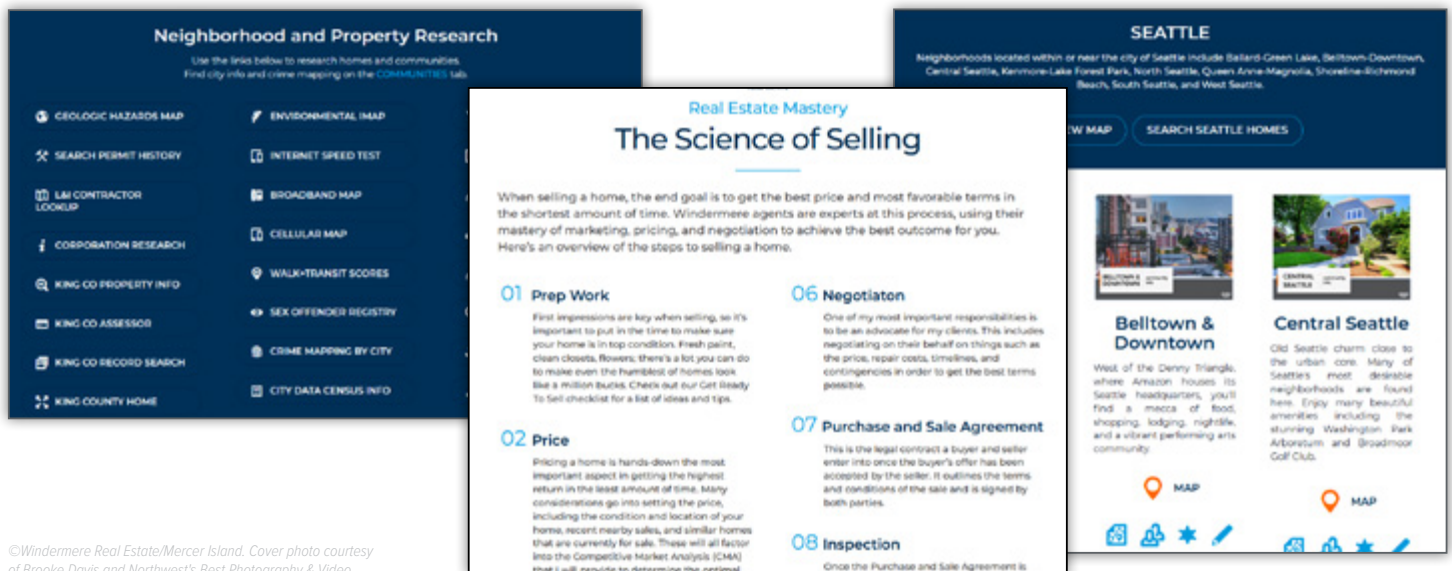 Neighborhood and Property Research
Use the links below to research homes and communities.
Find city info and crime mapping on the COMMUNITIES tab.
GEOLOGIC HAZARDS MAP
SEARCH PERMIT HISTORY
L&I CONTRACTOR
LOOKUP
CORPORATION RESEARCH
KING CO PROPERTY INFO
KING CO ASSESSOR
KING CO RECORD SEARCH
KING COUNTY HOME
ENVIRONMENTAL IMAP
INTERNET SPEED TEST
BROADBAND MAP
CELLULAR MAP
WALK+TRANSIT SCORES
SEX OFFENDER REGISTRY
CRIME MAPPING BY CITY
CITY DATA CENSUS INFO
Real Estate Mastery
The Science of Selling
When selling a home, the end goal is to get the best price and most favorable terms in
the shortest amount of time. Windermere agents are experts at this process, using their
mastery of marketing, pricing, and negotiation to achieve the best outcome for you.
Here's an overview of the steps to selling a home.
01 Prep Work
First impressions are key when selling, so it's
important to put in the time to make sure
your home is in top condition. Fresh paint,
clean closets, flowers; there's a lot you can do
to make even the humblest of homes look
like a million bucks. Check out our Get Ready
To Sell checklist for a list of ideas and tips.
02 Price
Pricing a home is hands-down the most
important aspect in getting the highest
return in the least amount of time. Many
considerations go into setting the price,
including the condition and location of your
home, recent nearby sales, and similar homes
that are currently for sale. These will all factor
into the Competitive Market Analysis (CMA)
that I will provide to determine the optimal
06 Negotiaton
One of my most important responsibilities is
to be an advocate for my clients. This includes
negotiating on their behalf on things such as
the price, repair costs, timelines, and
contingencies in order to get the best terms
possible.
07 Purchase and Sale Agreement
This is the legal contract a buyer and seller
enter into once the buyer's offer has been
accepted by the seller. It outlines the terms
and conditions of the sale and is signed by
both parties.
08 Inspection
Once the Purchase and Sale Agreement is
SEATTLE
Neighborhoods located within or near the city of Seattle include Ballard-Green Lake, Belltown-Downtown,
Central Seattle, Kenmore-Lake Forest Park, North Seattle, Queen Anne-Magnolia, Shoreline-Richmond
Beach, South Seattle, and West Seattle.
EW MAP
SEARCH SEATTLE HOMES
BELLTOWN &
DOWNTOWN
Belltown &
Downtown
West of the Denny Triangle,
where Amazon houses its
Seattle headquarters, you'll
find a mecca of food,
shopping, lodging, nightlife,
and a vibrant performing arts
community.
MAP
CENTRAL
SEATTLE
Central Seattle
Old Seattle charm close to
the urban core. Many of
Seattle's most desirable
neighborhoods are found
here. Enjoy many beautiful
amenities including the
stunning Washington Park
Arboretum and Broadmoor
Golf Club.
MAP
©Windermere Real Estate/Mercer Island. Cover photo courtesy
of Brooke Davis and Northwest's Best Photography & Video